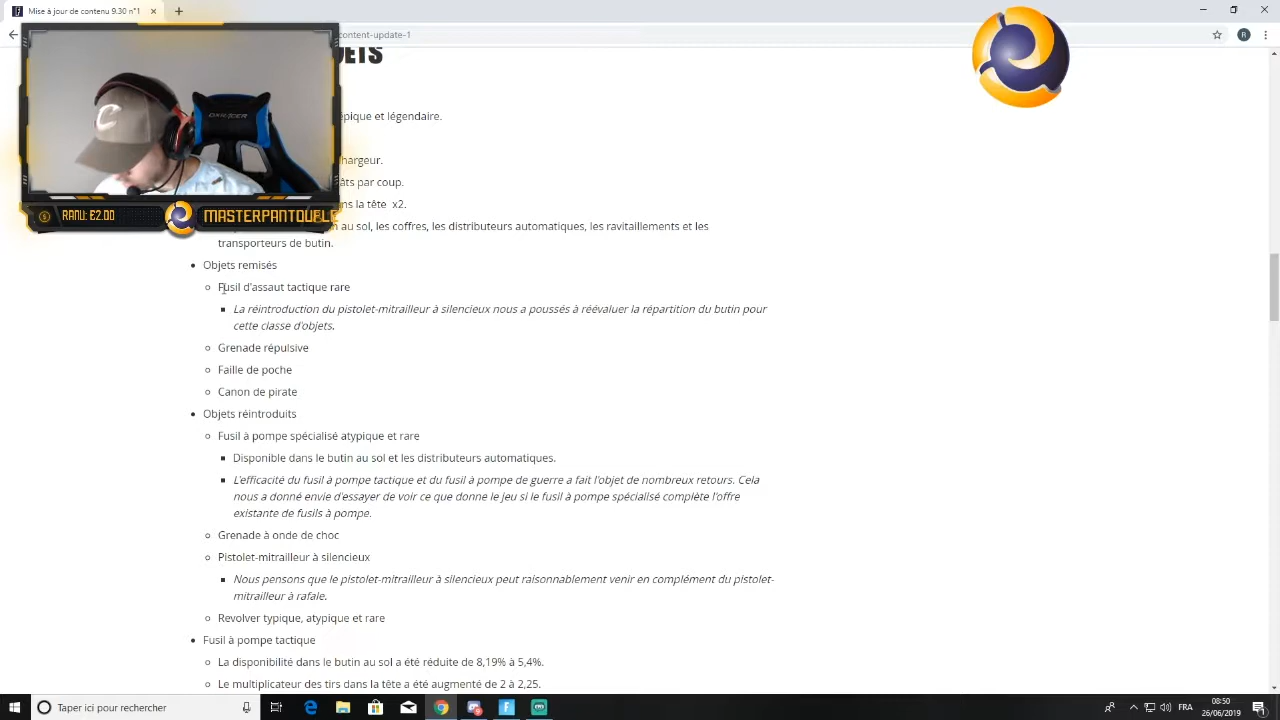 Mise à jour de contenu 9.30 n°1
content-update-1
JETS
épique et légendaire.
hargeur.
âts par coup.
ns la tête x2.
n au sol, les coffres, les distributeurs automatiques, les ravitaillements et les
transporteurs de butin.
Objets remisés
Fusil d'assaut tactique rare
La réintroduction du pistolet-mitrailleur à silencieux nous a poussés à réévaluer la répartition du butin pour
cette classe d'objets.
Grenade répulsive
Faille de poche
Canon de pirate
Objets réintroduits
Fusil à pompe spécialisé atypique et rare
Disponible dans le butin au sol et les distributeurs automatiques.
L'efficacité du fusil à pompe tactique et du fusil à pompe de guerre a fait l'objet de nombreux retours. Cela
nous a donné envie d'essayer de voir ce que donne le jeu si le fusil à pompe spécialisé complète l'offre
existante de fusils à pompe.
Grenade à onde de choc
Pistolet-mitrailleur à silencieux
Nous pensons que le pistolet-mitrailleur à silencieux peut raisonnablement venir en complément du pistolet-
mitrailleur à rafale.
Revolver typique, atypique et rare
Fusil à pompe tactique
La disponibilité dans le butin au sol a été réduite de 8,19% à 5,4%.
Le multiplicateur des tirs dans la tête a été augmenté de 2 à 2,25.
RANU: €2.00
MASTERPANTOUFLE
Taper ici pour rechercher
FRA
08:50
26/06/2019